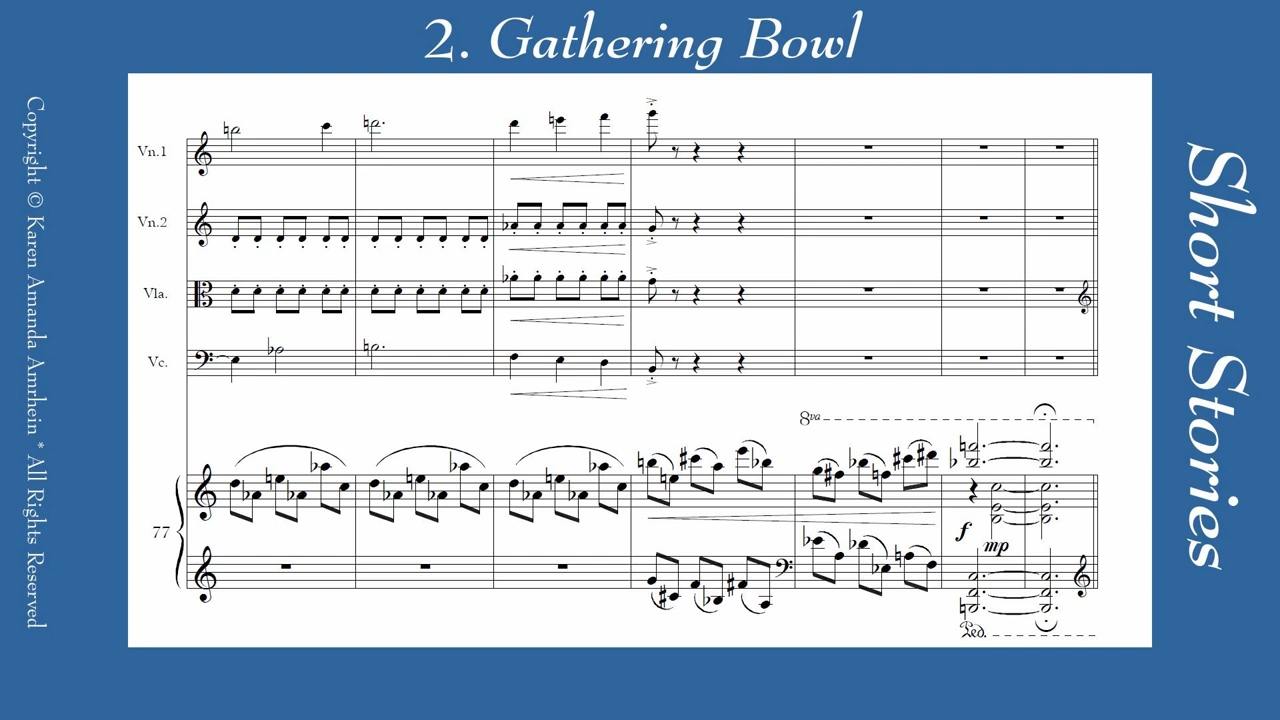 2. Gathering Bowl
Copyright © Karen Amanda Amrhein * All Rights Reserved
Short Stories
Vn.1
Vn.2
Vla.
Vc.
8va
77
f
mp
Ped.